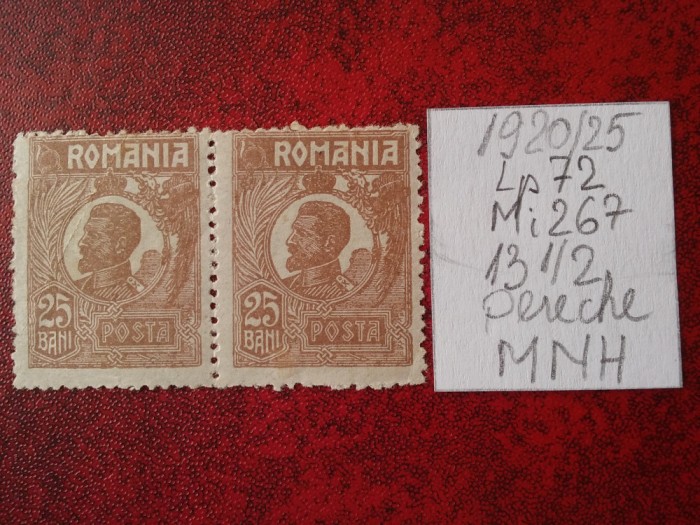 ROMANIA
25
BANI
POSTA
ROMANIA
25
BANI
POSTA
1920/25
Lp 72
Mi 267
13 1/2
pereche
MNH